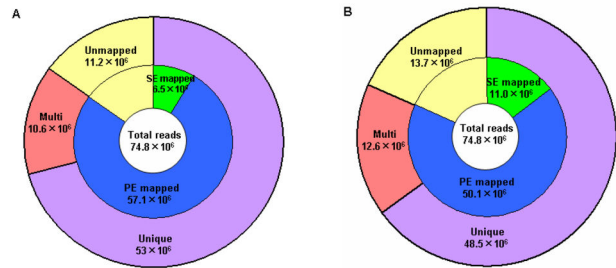 A
Unmapped
11.2×10⁶
SE mapped
6.5×10⁶
Multi
10.6×10⁶
Total reads
74.8×10⁶
PE mapped
57.1×10⁶
Unique
53×10⁶
B
Unmapped
13.7×10⁶
SE mapped
11.0×10⁶
Multi
12.6×10⁶
Total reads
74.8×10⁶
PE mapped
50.1×10⁶
Unique
48.5×10⁶